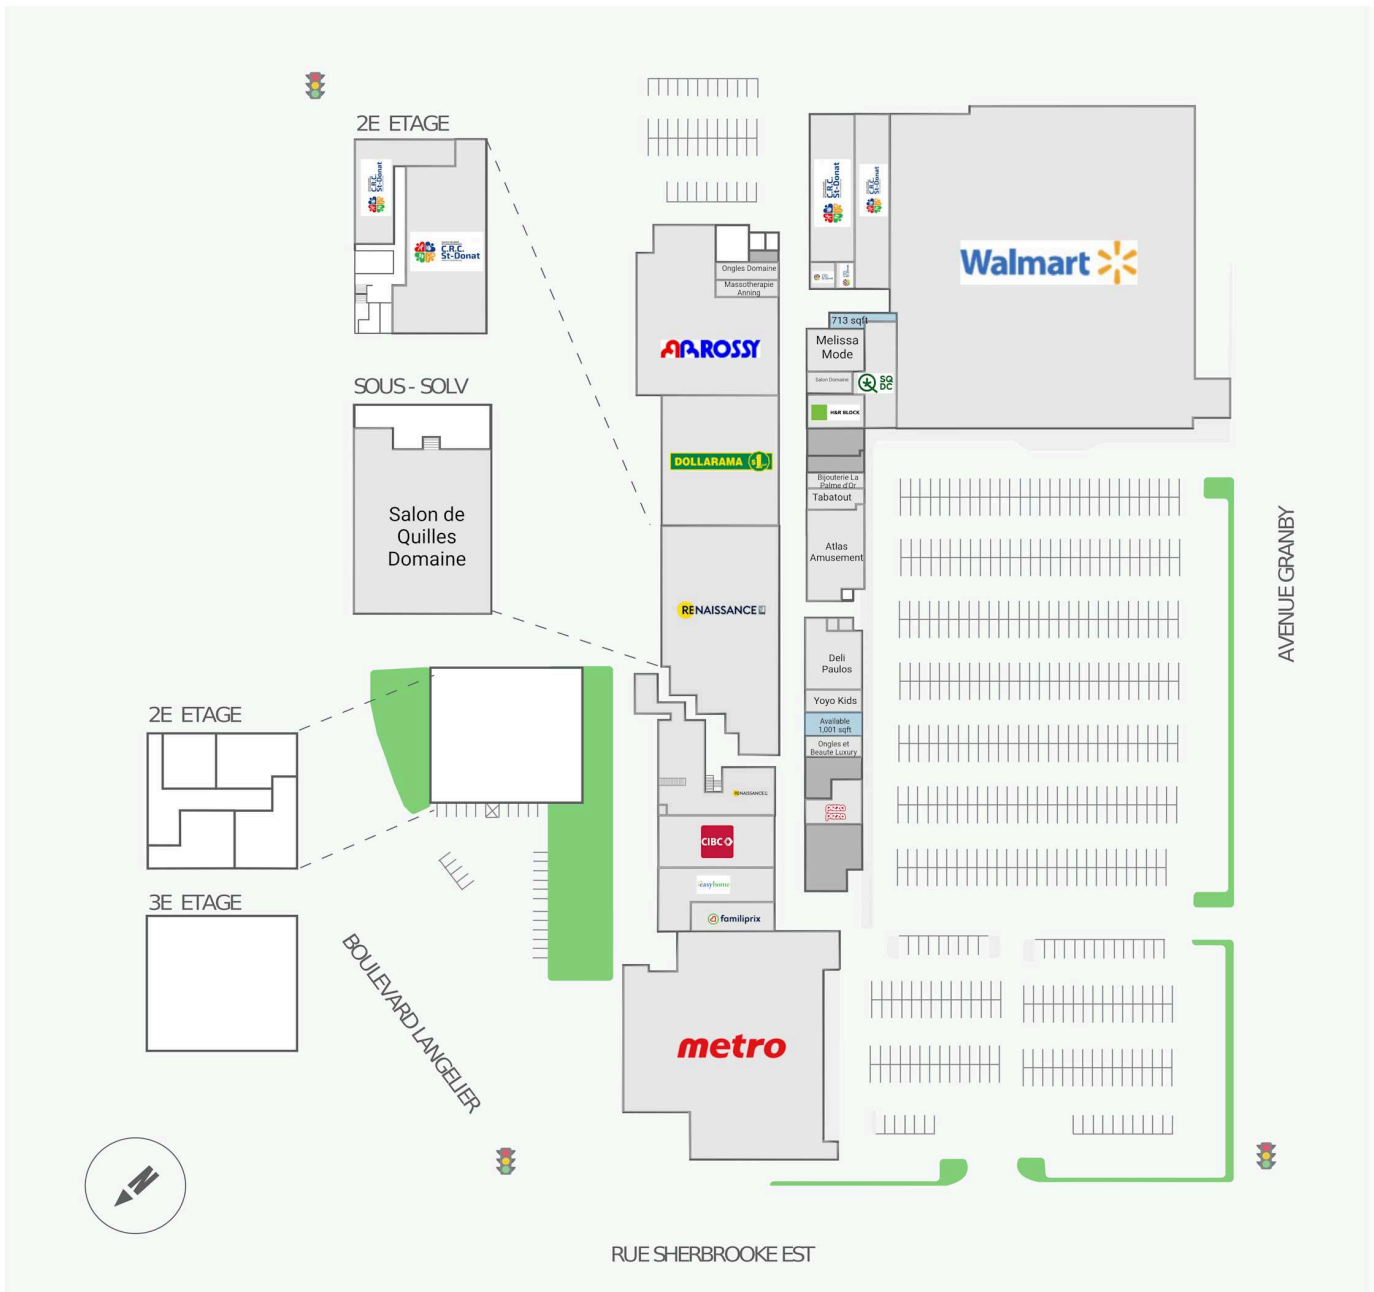 2E ETAGE
C.R.C.
St-Donat
C.R.C.
St-Donat
SOUS - SOLV
Salon de
Quilles
Domaine
2E ETAGE
3E ETAGE
BOULEVARD LANGELIER
N
Ongles Domaine
Massotherapie
Anning
ROSSY
DOLLARAMA $1
RENAISSANCE
RENAISSANCE
CIBC
easyhome
familiprix
metro
C.R.C.
St-Donat
C.R.C.
St-Donat
Walmart
713 sqft
Melissa
Mode
Salon Domaine
SQDC
H&R BLOCK
Bijouterie La
Palme d'Or
Tabatout
Atlas
Amusement
Deli
Paulos
Yoyo Kids
Available
1,001 sqft
Ongles et
Beaute Luxury
pizza
pizza
AVENUE GRANBY
RUE SHERBROOKE EST